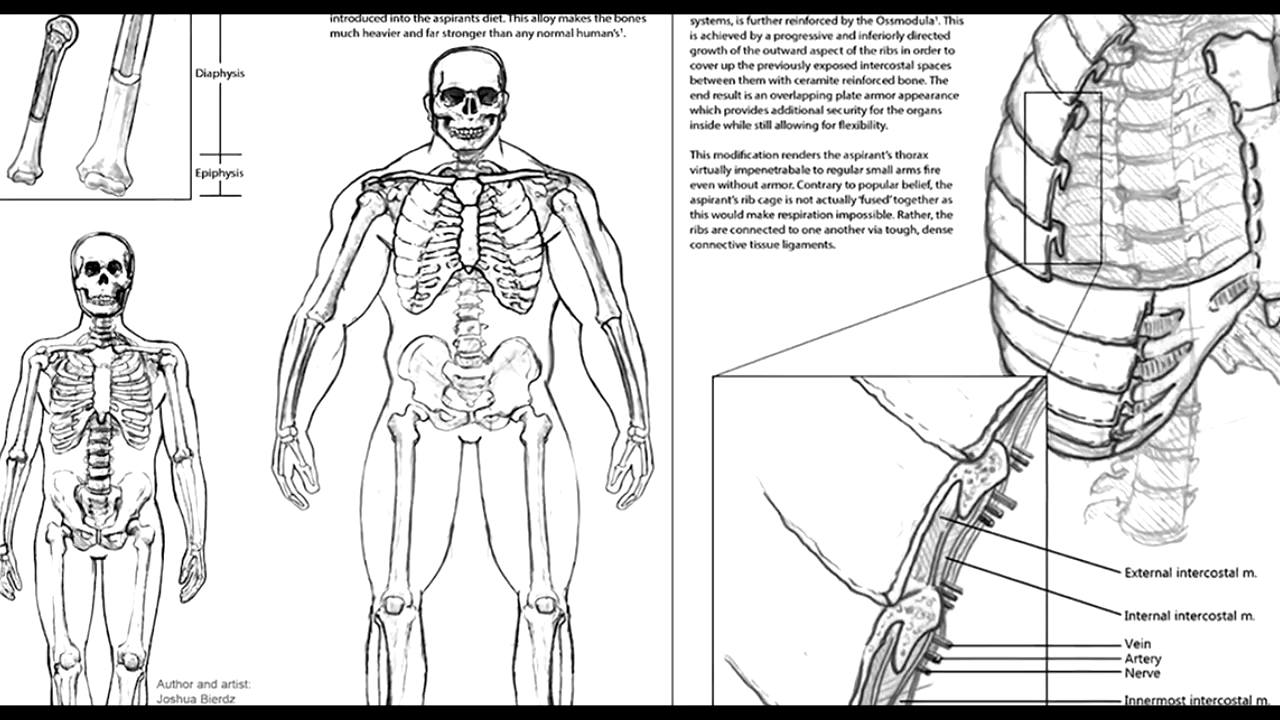 Diaphysis
Epiphysis
introduced into the aspirants diet. This alloy makes the bones
much heavier and far stronger than any normal human's¹.
Author and artist:
Joshua Bierdz
systems, is further reinforced by the Ossmodula¹. This
is achieved by a progressive and inferiorly directed
growth of the outward aspect of the ribs in order to
cover up the previously exposed intercostal spaces
between them with ceramite reinforced bone. The
end result is an overlapping plate armor appearance
which provides additional security for the organs
inside while still allowing for flexibility.
This modification renders the aspirant's thorax
virtually impenetrabale to regular small arms fire
even without armor. Contrary to popular belief, the
aspirant's rib cage is not actually 'fused' together as
this would make respiration impossible. Rather, the
ribs are connected to one another via tough, dense
connective tissue ligaments.
External intercostal m.
Internal intercostal m.
Vein
Artery
Nerve
Innermost intercostal m.